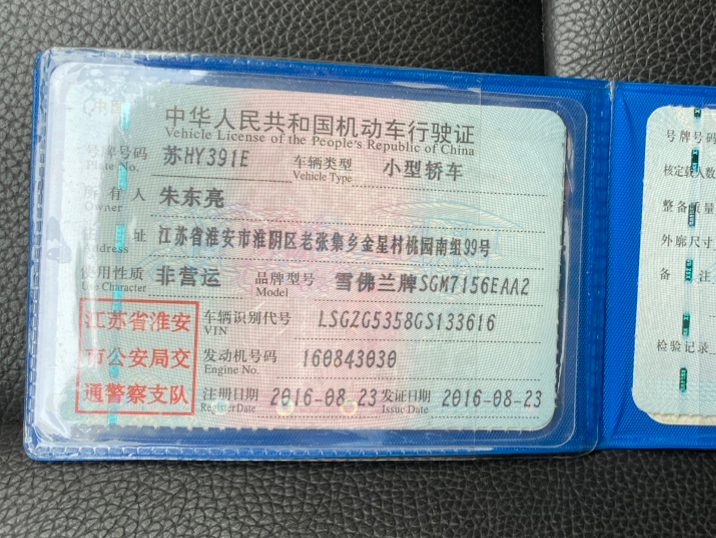 中华人民共和国机动车行驶证
Vehicle License of the People's Republic of China
号牌号码 苏HY391E 车辆类型 小型轿车
Plate No. Vehicle Type
所有人 朱东亮
Owner
住址 江苏省淮安市淮阴区老张集乡金星村桃园南组99号
Address
使用性质 非营运 品牌型号 雪佛兰牌SGM7156EAA2
Use Character Model
江苏省淮安
市公安局交
通警察支队
车辆识别代号 LSGZG5358GS133616
VIN
发动机号码 160843030
Engine No.
注册日期 2016-08-23 发证日期 2016-08-23
Register Date Issue Date
号牌号码
核定载人数
整备质量
外廓尺寸
备注
检验记录